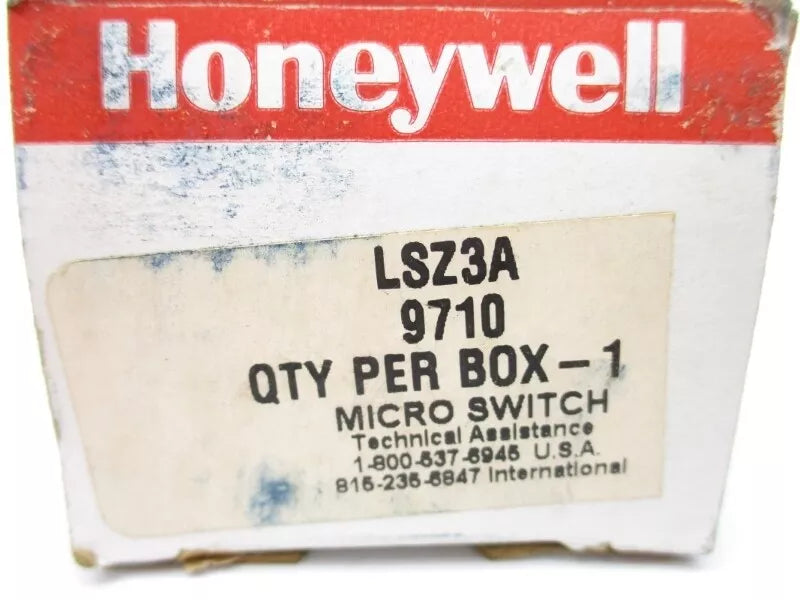 Honeywell
LSZ3A
9710
QTY PER BOX-1
MICRO SWITCH
Technical Assistance
1-800-537-6945 U.S.A.
815-235-6847 International